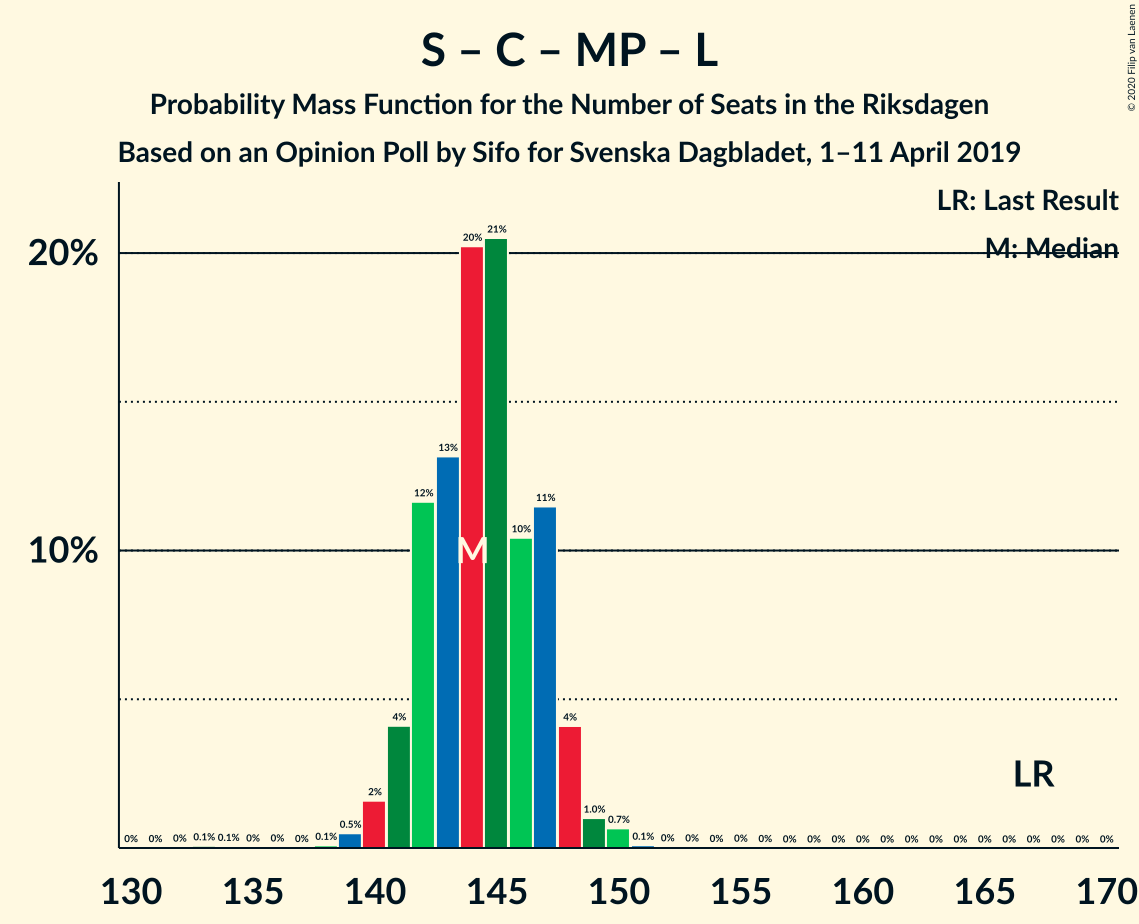 S – C – MP – L
Probability Mass Function for the Number of Seats in the Riksdagen
Based on an Opinion Poll by Sifo for Svenska Dagbladet, 1–11 April 2019
© 2020 Filip van Laenen
LR: Last Result
M: Median
20%
10%
0% 0% 0% 0.1% 0.1% 0% 0% 0% 0.1% 0.5% 2% 4% 12% 13% 20% 21% 10% 11% 4% 1.0% 0.7% 0.1% 0% 0% 0% 0% 0% 0% 0% 0% 0% 0% 0% 0% 0% 0% 0% 0% 0% 0% 0%
M
LR
130 135 140 145 150 155 160 165 170